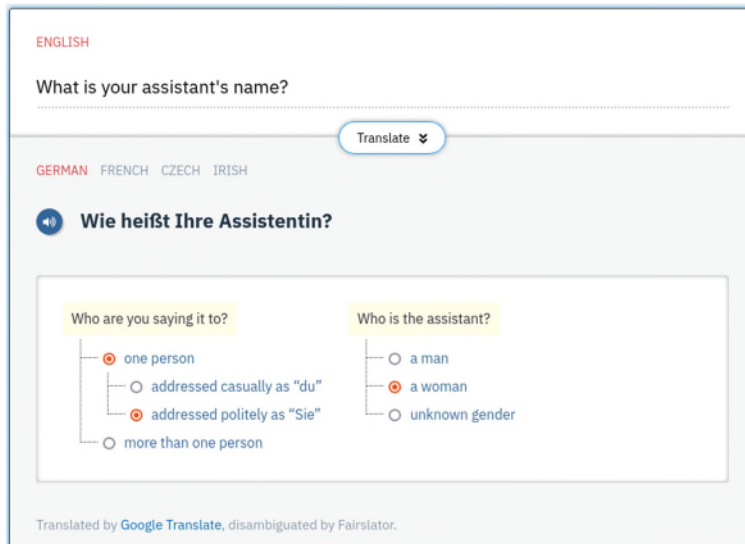 ENGLISH
What is your assistant's name?
Translate
GERMAN FRENCH CZECH IRISH
Wie heißt Ihre Assistentin?
Who are you saying it to?
one person
addressed casually as “du”
addressed politely as “Sie”
more than one person
Who is the assistant?
a man
a woman
unknown gender
Translated by Google Translate, disambiguated by Fairslator.